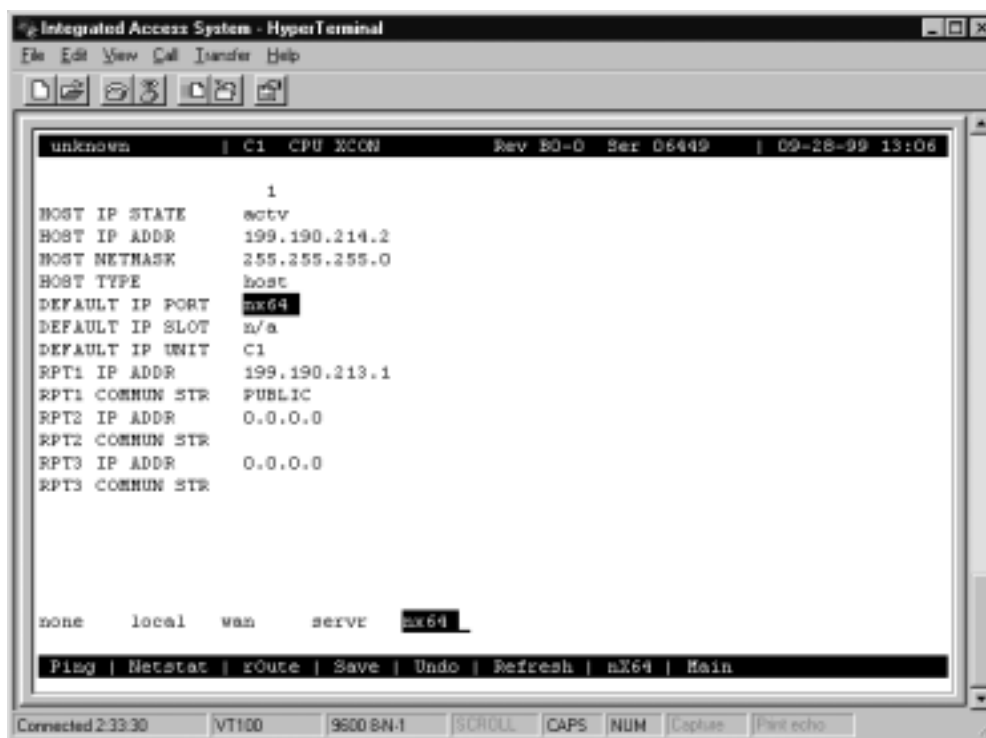 Integrated Access System - HyperTerminal
File Edit View Call Transfer Help
unknown | C1 CPU XCON Rev B0-0 Ser 06449 | 09-28-99 13:06
1
HOST IP STATE actv
HOST IP ADDR 199.190.214.2
HOST NETMASK 255.255.255.0
HOST TYPE host
DEFAULT IP PORT nx64
DEFAULT IP SLOT n/a
DEFAULT IP UNIT C1
RPT1 IP ADDR 199.190.213.1
RPT1 COMMUN STR PUBLIC
RPT2 IP ADDR 0.0.0.0
RPT2 COMMUN STR
RPT3 IP ADDR 0.0.0.0
RPT3 COMMUN STR
none local wan servr nx64
Ping | Netstat | rOute | Save | Undo | Refresh | nX64 | Main
Connected 2:33:30 VT100 9600 8-N-1 SCROLL CAPS NUM Capture Print echo